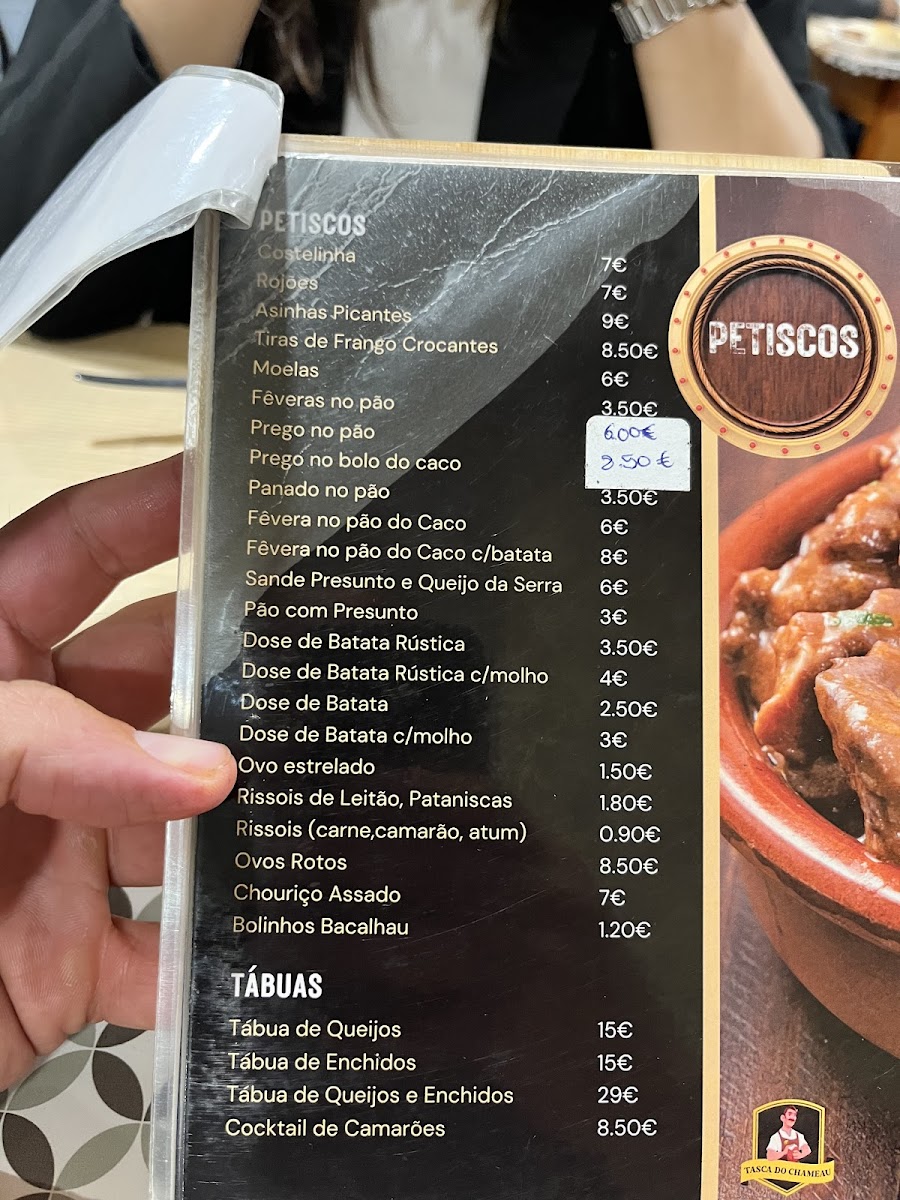 PETISCOS
Costelinha 7€
Rojões 7€
Asinhas Picantes 9€
Tiras de Frango Crocantes 8.50€
Moelas 6€
Fêveras no pão 3.50€
Prego no pão 6.00€
Prego no bolo do caco 8.50€
Panado no pão 3.50€
Fêvera no pão do Caco 6€
Fêvera no pão do Caco c/batata 8€
Sande Presunto e Queijo da Serra 6€
Pão com Presunto 3€
Dose de Batata Rústica 3.50€
Dose de Batata Rústica c/molho 4€
Dose de Batata 2.50€
Dose de Batata c/molho 3€
Ovo estrelado 1.50€
Rissois de Leitão, Pataniscas 1.80€
Rissois (carne,camarão, atum) 0.90€
Ovos Rotos 8.50€
Chouriço Assado 7€
Bolinhos Bacalhau 1.20€
TÁBUAS
Tábua de Queijos 15€
Tábua de Enchidos 15€
Tábua de Queijos e Enchidos 29€
Cocktail de Camarões 8.50€
PETISCOS
TASCA DO CHAMEAU